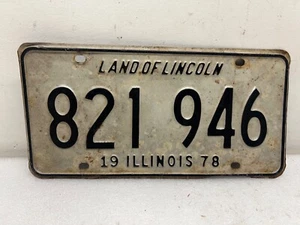 LAND OF LINCOLN
821 946
19 ILLINOIS 78